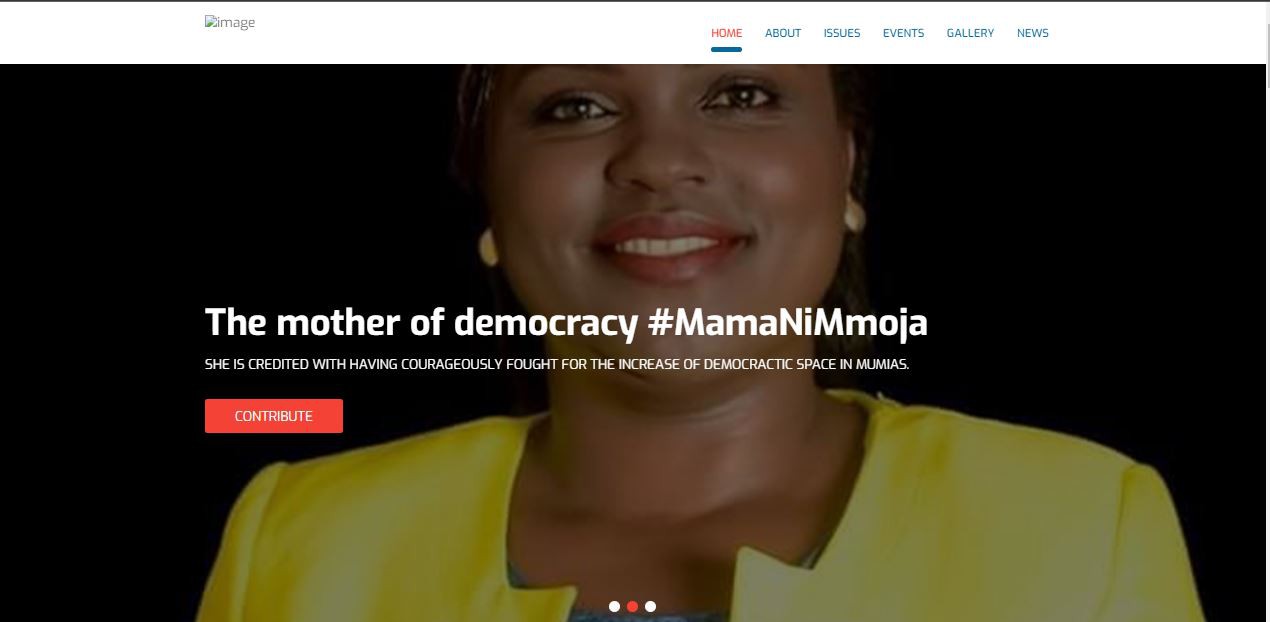 image
HOME ABOUT ISSUES EVENTS GALLERY NEWS
The mother of democracy #MamaNiMmoja
SHE IS CREDITED WITH HAVING COURAGEOUSLY FOUGHT FOR THE INCREASE OF DEMOCRACTIC SPACE IN MUMIAS.
CONTRIBUTE